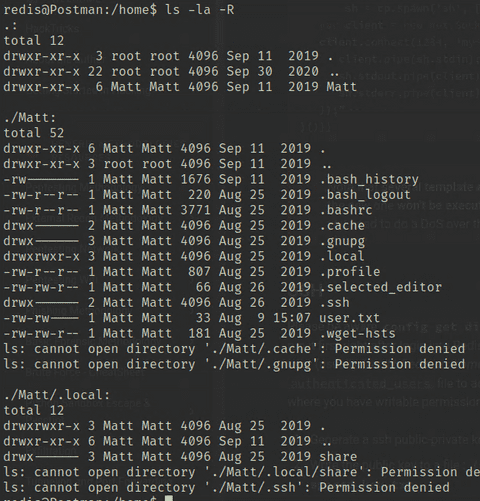 redis@Postman:/home$ ls -la -R
.:
total 12
drwxr-xr-x  3 root root 4096 Sep 11  2019 .
drwxr-xr-x 22 root root 4096 Sep 30  2020 ..
drwxr-xr-x  6 Matt Matt 4096 Sep 11  2019 Matt
./Matt:
total 52
drwxr-xr-x 6 Matt Matt 4096 Sep 11  2019 .
drwxr-xr-x 3 root root 4096 Sep 11  2019 ..
-rw------- 1 Matt Matt 1676 Sep 11  2019 .bash_history
-rw-r--r-- 1 Matt Matt  220 Aug 25  2019 .bash_logout
-rw-r--r-- 1 Matt Matt 3771 Aug 25  2019 .bashrc
drwx------ 2 Matt Matt 4096 Aug 25  2019 .cache
drwx------ 3 Matt Matt 4096 Aug 25  2019 .gnupg
drwxrwxr-x 3 Matt Matt 4096 Aug 25  2019 .local
-rw-r--r-- 1 Matt Matt  807 Aug 25  2019 .profile
-rw-rw-r-- 1 Matt Matt   66 Aug 26  2019 .selected_editor
drwx------ 2 Matt Matt 4096 Aug 26  2019 .ssh
-rw-rw---- 1 Matt Matt   33 Aug  9 15:07 user.txt
-rw-rw-r-- 1 Matt Matt  181 Aug 25  2019 .wget-hsts
ls: cannot open directory './Matt/.cache': Permission denied
ls: cannot open directory './Matt/.gnupg': Permission denied
./Matt/.local:
total 12
drwxrwxr-x 3 Matt Matt 4096 Aug 25  2019 .
drwxr-xr-x 6 Matt Matt 4096 Sep 11  2019 ..
drwx------ 3 Matt Matt 4096 Aug 25  2019 share
ls: cannot open directory './Matt/.local/share': Permission de
ls: cannot open directory './Matt/.ssh': Permission denied
redis@Postman:/home$